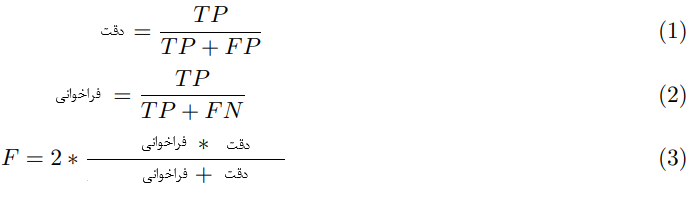 دقت = TP / (TP + FP) (1)
فراخوانی = TP / (TP + FN) (2)
F = 2 * (فراخوانی * دقت) / (فراخوانی + دقت) (3)